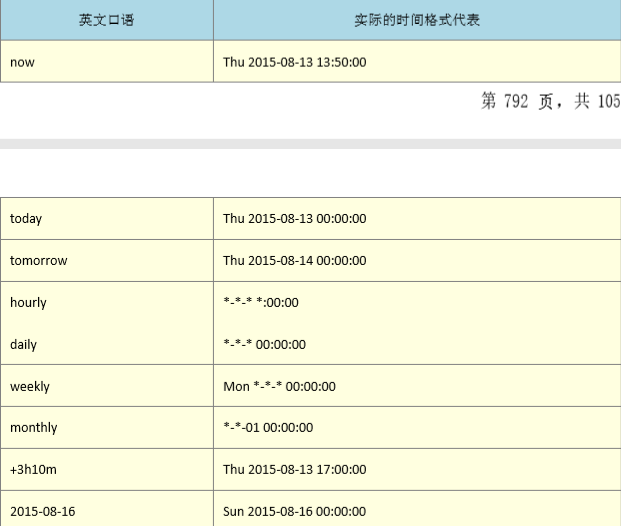 英文口语 实际的时间格式代表
now Thu 2015-08-13 13:50:00
第 792 页，共 105
today Thu 2015-08-13 00:00:00
tomorrow Thu 2015-08-14 00:00:00
hourly *-*-* *:00:00
daily *-*-* 00:00:00
weekly Mon *-*-* 00:00:00
monthly *-*-01 00:00:00
+3h10m Thu 2015-08-13 17:00:00
2015-08-16 Sun 2015-08-16 00:00:00